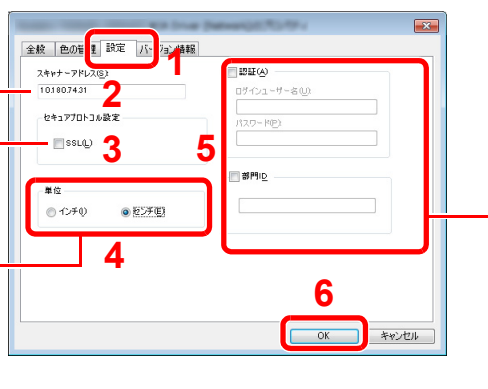 全般 色の管理 設定 バージョン情報
1
スキャナーアドレス(S):
10.180.74.31
2
セキュアプロトコル設定
SSL(L)
3
単位
インチ(I) センチ(E)
4
認証(A)
ログインユーザー名(U):
パスワード(P):
5
部門ID
6
OK キャンセル